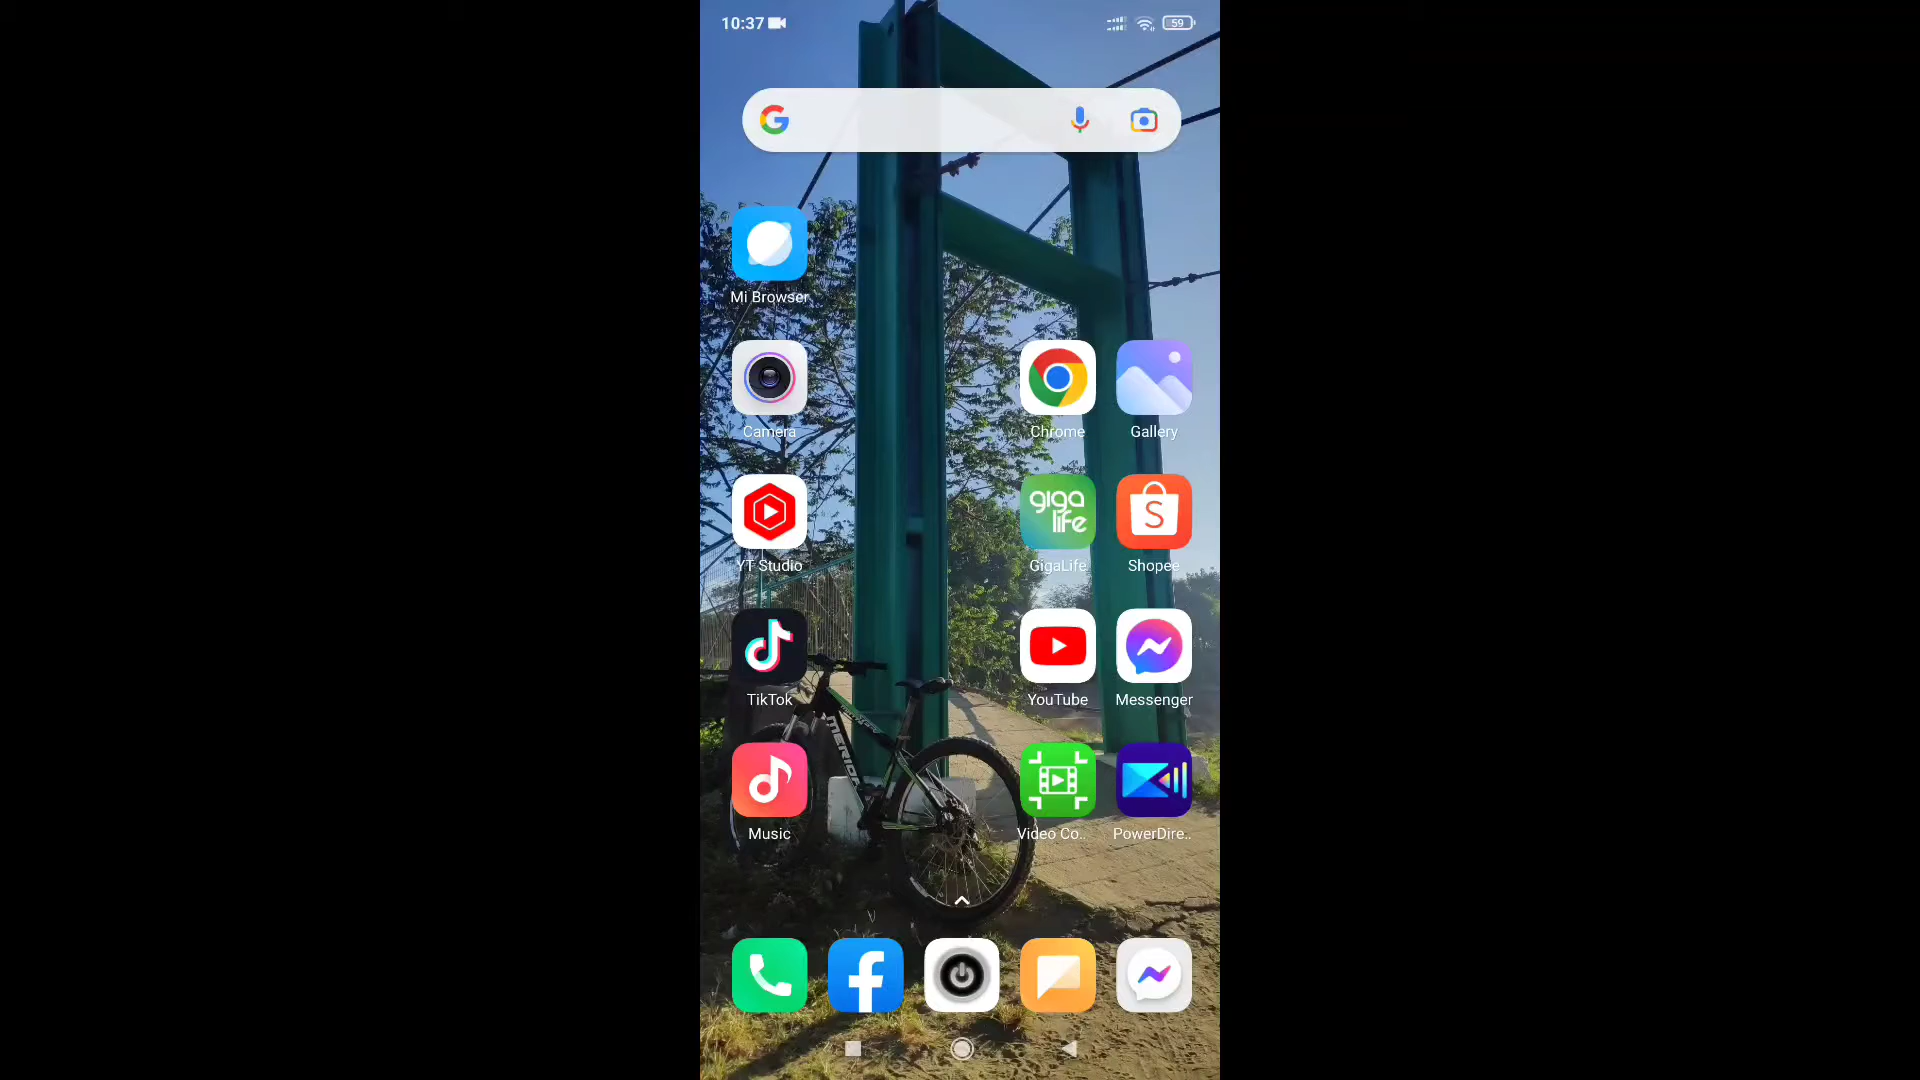 10:37
59
Mi Browser
Camera
Chrome
Gallery
giga
life
S
YT Studio
GigaLife
Shopee
TikTok
YouTube
Messenger
MERIDA
Music
Video Co..
PowerDire..